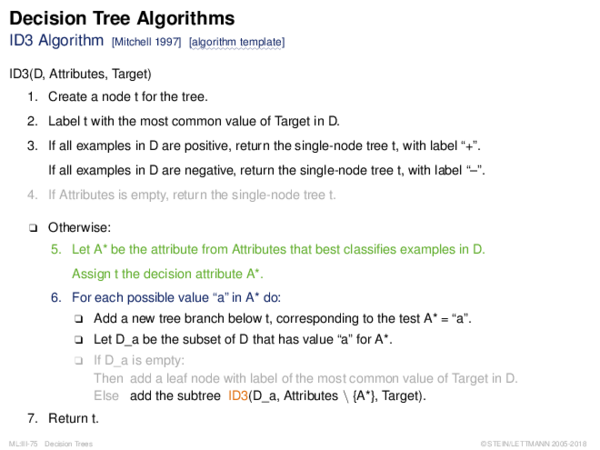 Decision Tree Algorithms
ID3 Algorithm [Mitchell 1997] [algorithm template]
ID3(D, Attributes, Target)
1. Create a node t for the tree.
2. Label t with the most common value of Target in D.
3. If all examples in D are positive, return the single-node tree t, with label “+”.
If all examples in D are negative, return the single-node tree t, with label “–”.
4. If Attributes is empty, return the single-node tree t.
❑ Otherwise:
5. Let A* be the attribute from Attributes that best classifies examples in D.
Assign t the decision attribute A*.
6. For each possible value “a” in A* do:
❑ Add a new tree branch below t, corresponding to the test A* = “a”.
❑ Let D_a be the subset of D that has value “a” for A*.
❑ If D_a is empty:
Then add a leaf node with label of the most common value of Target in D.
Else add the subtree ID3(D_a, Attributes \ {A*}, Target).
7. Return t.
ML:III-75 Decision Trees © STEIN/LETTMANN 2005-2018